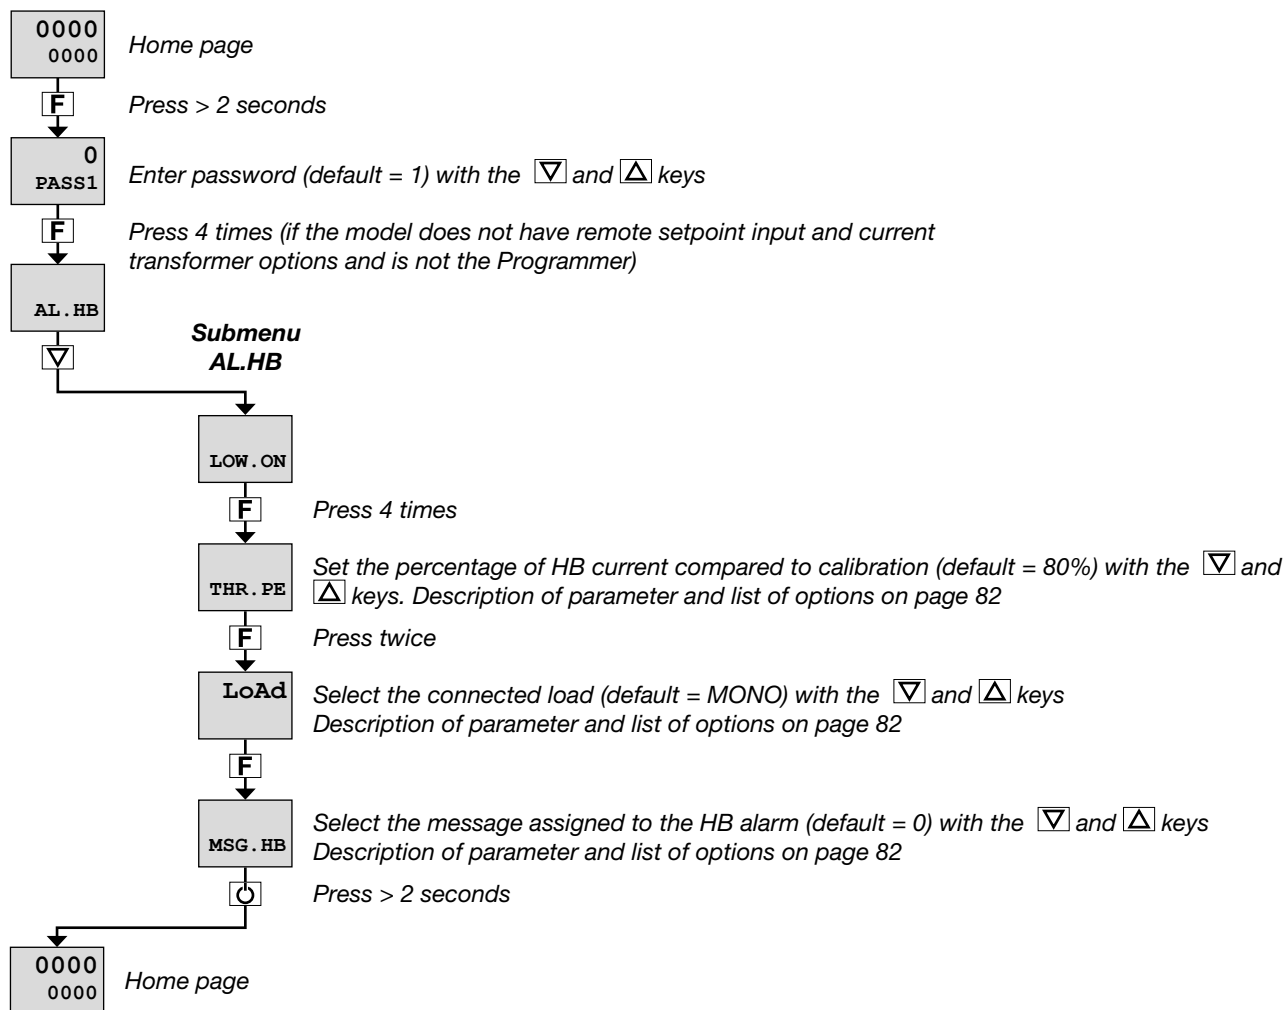 0000
0000
Home page
F
Press > 2 seconds
0
PASS1
Enter password (default = 1) with the and keys
F
Press 4 times (if the model does not have remote setpoint input and current
transformer options and is not the Programmer)
AL.HB
Submenu
AL.HB
LOW.ON
F
Press 4 times
THR.PE
Set the percentage of HB current compared to calibration (default = 80%) with the and
keys. Description of parameter and list of options on page 82
F
Press twice
LoAd
Select the connected load (default = MONO) with the and keys
Description of parameter and list of options on page 82
F
MSG.HB
Select the message assigned to the HB alarm (default = 0) with the and keys
Description of parameter and list of options on page 82
Press > 2 seconds
0000
0000
Home page